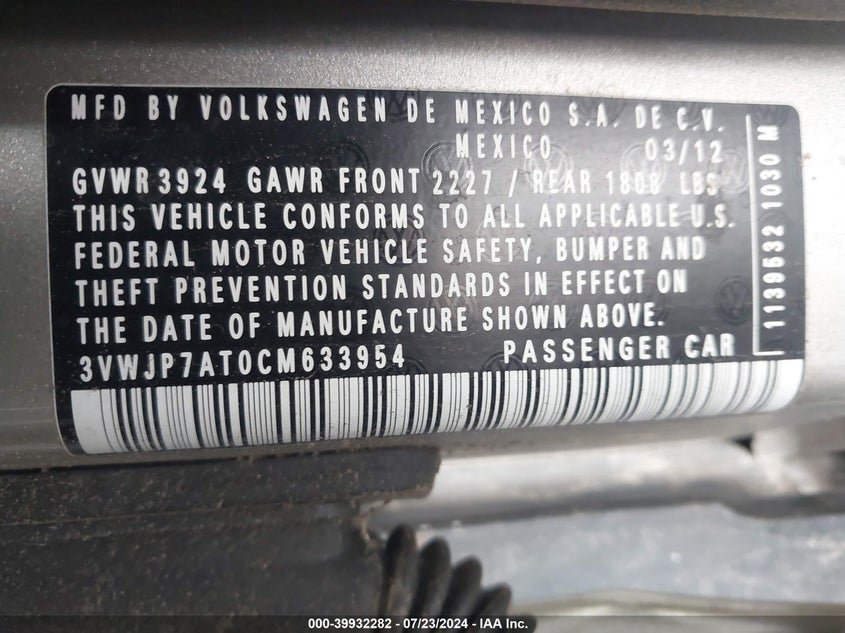 MFD BY VOLKSWAGEN DE MEXICO S.A. DE C.V.
MEXICO 03/12
GVWR 3924 GAWR FRONT 2227 / REAR 1808 LBS
THIS VEHICLE CONFORMS TO ALL APPLICABLE U.S.
FEDERAL MOTOR VEHICLE SAFETY, BUMPER AND
THEFT PREVENTION STANDARDS IN EFFECT ON
THE DATE OF MANUFACTURE SHOWN ABOVE.
3VWJP7AT0CM633954 PASSENGER CAR
1139632 1030 M
000-39932282 - 07/23/2024 - IAA Inc.